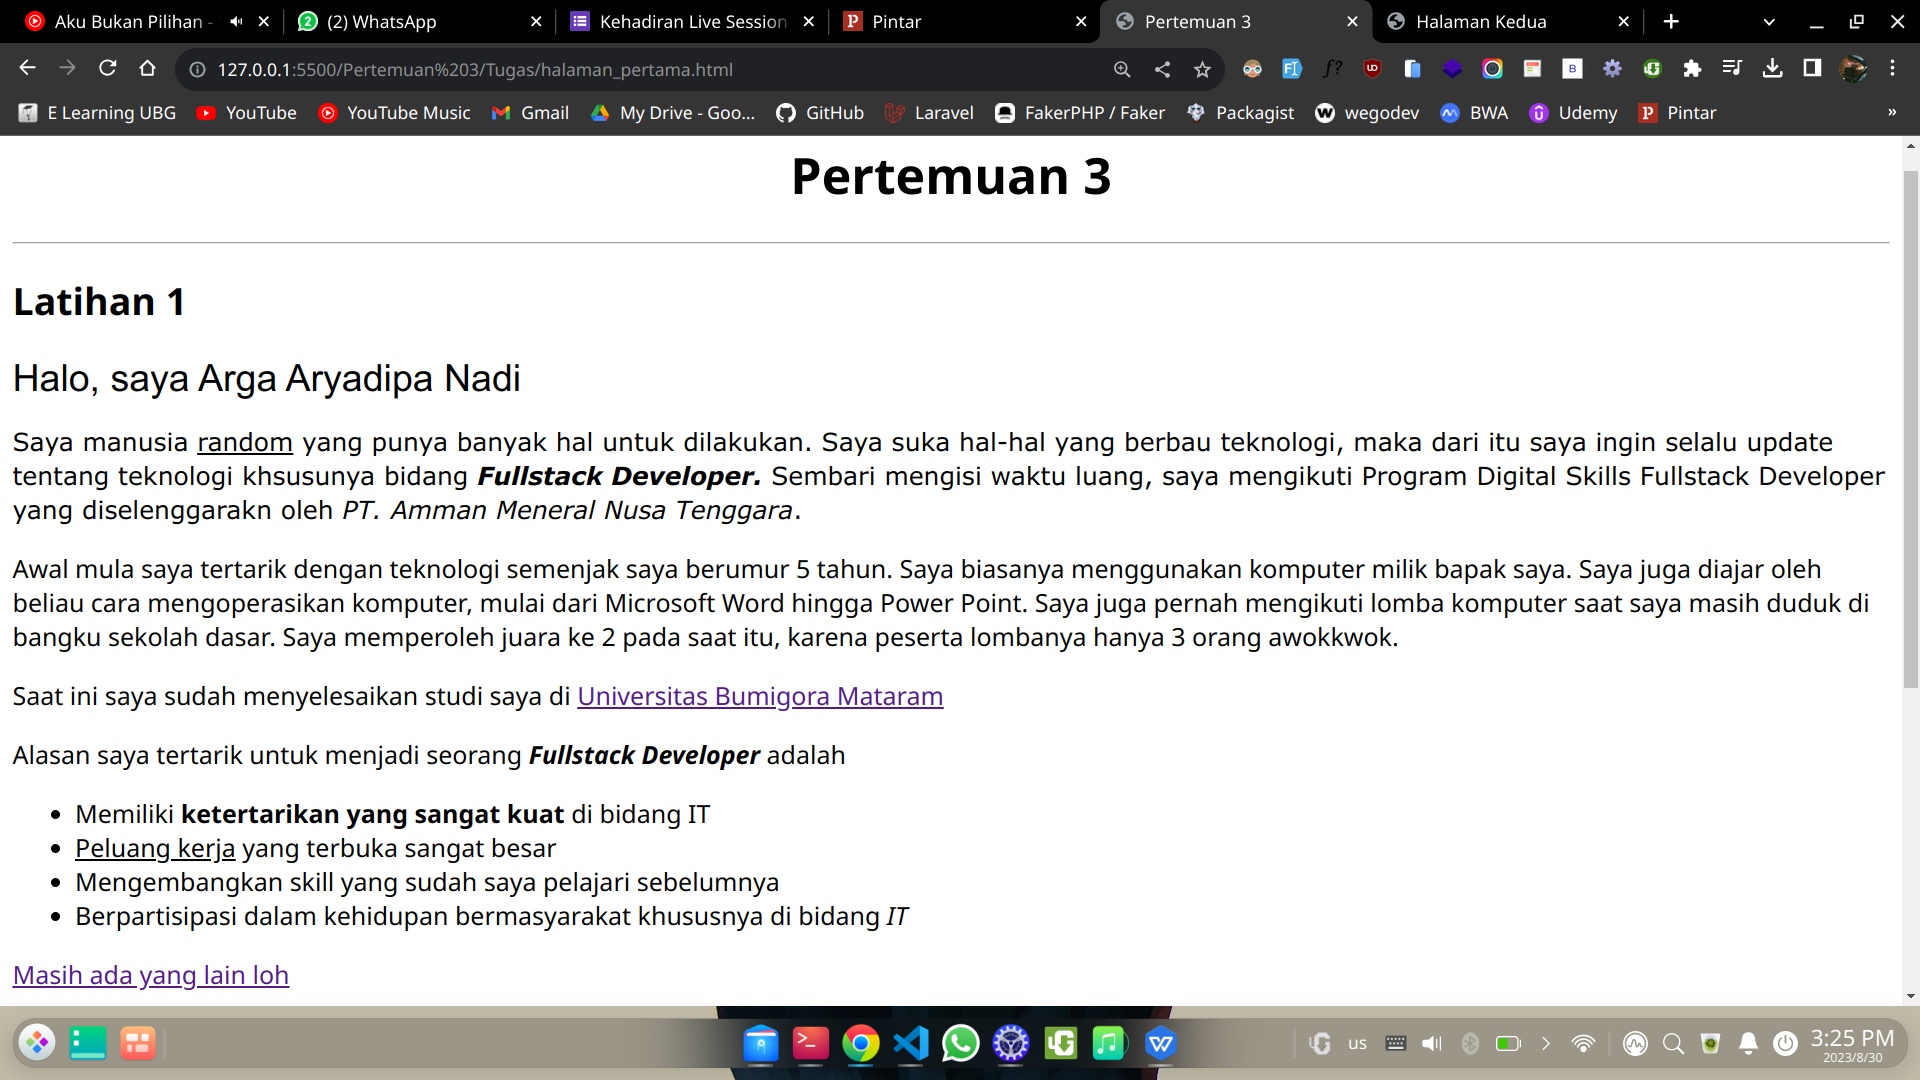 Aku Bukan Pilihan -
(2) WhatsApp
Kehadiran Live Session
Pintar
Pertemuan 3
Halaman Kedua
127.0.0.1:5500/Pertemuan%203/Tugas/halaman_pertama.html
E Learning UBG
YouTube
YouTube Music
Gmail
My Drive - Goo...
GitHub
Laravel
FakerPHP / Faker
Packagist
wegodev
BWA
Udemy
Pintar
»
Pertemuan 3
Latihan 1
Halo, saya Arga Aryadipa Nadi
Saya manusia random yang punya banyak hal untuk dilakukan. Saya suka hal-hal yang berbau teknologi, maka dari itu saya ingin selalu update
tentang teknologi khsusunya bidang Fullstack Developer. Sembari mengisi waktu luang, saya mengikuti Program Digital Skills Fullstack Developer
yang diselenggarakn oleh PT. Amman Meneral Nusa Tenggara.
Awal mula saya tertarik dengan teknologi semenjak saya berumur 5 tahun. Saya biasanya menggunakan komputer milik bapak saya. Saya juga diajar oleh
beliau cara mengoperasikan komputer, mulai dari Microsoft Word hingga Power Point. Saya juga pernah mengikuti lomba komputer saat saya masih duduk di
bangku sekolah dasar. Saya memperoleh juara ke 2 pada saat itu, karena peserta lombanya hanya 3 orang awokkwok.
Saat ini saya sudah menyelesaikan studi saya di Universitas Bumigora Mataram
Alasan saya tertarik untuk menjadi seorang Fullstack Developer adalah
Memiliki ketertarikan yang sangat kuat di bidang IT
Peluang kerja yang terbuka sangat besar
Mengembangkan skill yang sudah saya pelajari sebelumnya
Berpartisipasi dalam kehidupan bermasyarakat khususnya di bidang IT
Masih ada yang lain loh
us
3:25 PM
2023/8/30